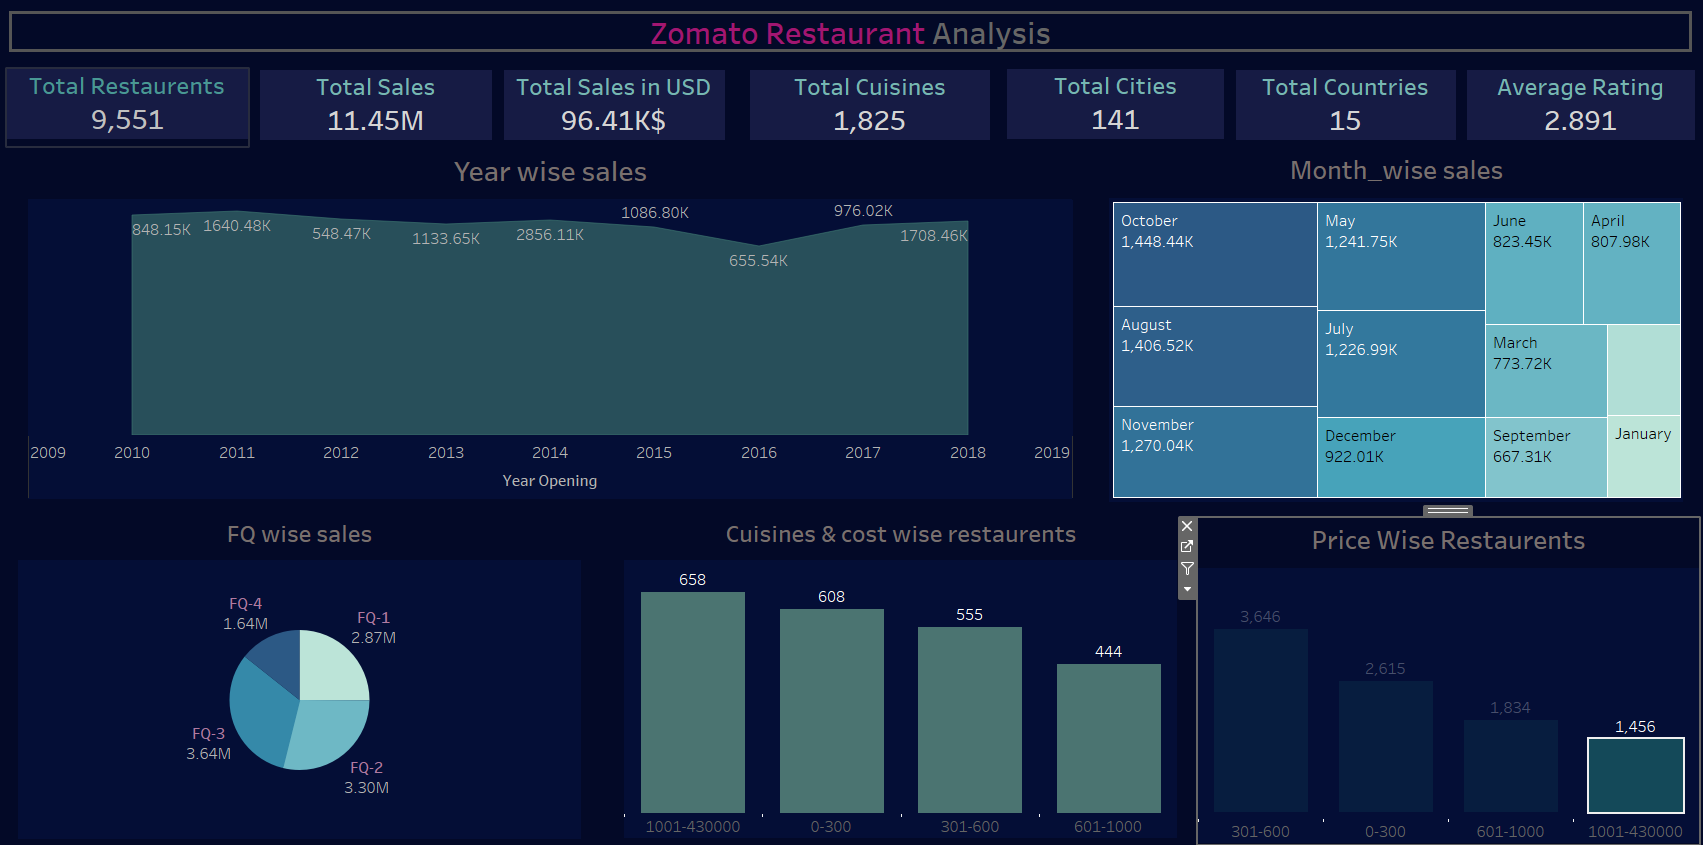 Zomato Restaurant Analysis
Total Restaurents
9,551
Total Sales
11.45M
Total Sales in USD
96.41K$
Total Cuisines
1,825
Total Cities
141
Total Countries
15
Average Rating
2.891
Year wise sales
848.15K
1640.48K
548.47K
1133.65K
2856.11K
1086.80K
655.54K
976.02K
1708.46K
2009 2010 2011 2012 2013 2014 2015 2016 2017 2018 2019
Year Opening
Month_wise sales
October
1,448.44K
August
1,406.52K
November
1,270.04K
May
1,241.75K
July
1,226.99K
December
922.01K
June
823.45K
April
807.98K
March
773.72K
September
667.31K
January
FQ wise sales
FQ-4
1.64M
FQ-1
2.87M
FQ-3
3.64M
FQ-2
3.30M
Cuisines & cost wise restaurents
658
608
555
444
1001-430000 0-300 301-600 601-1000
Price Wise Restaurents
3,646
2,615
1,834
1,456
301-600 0-300 601-1000 1001-430000